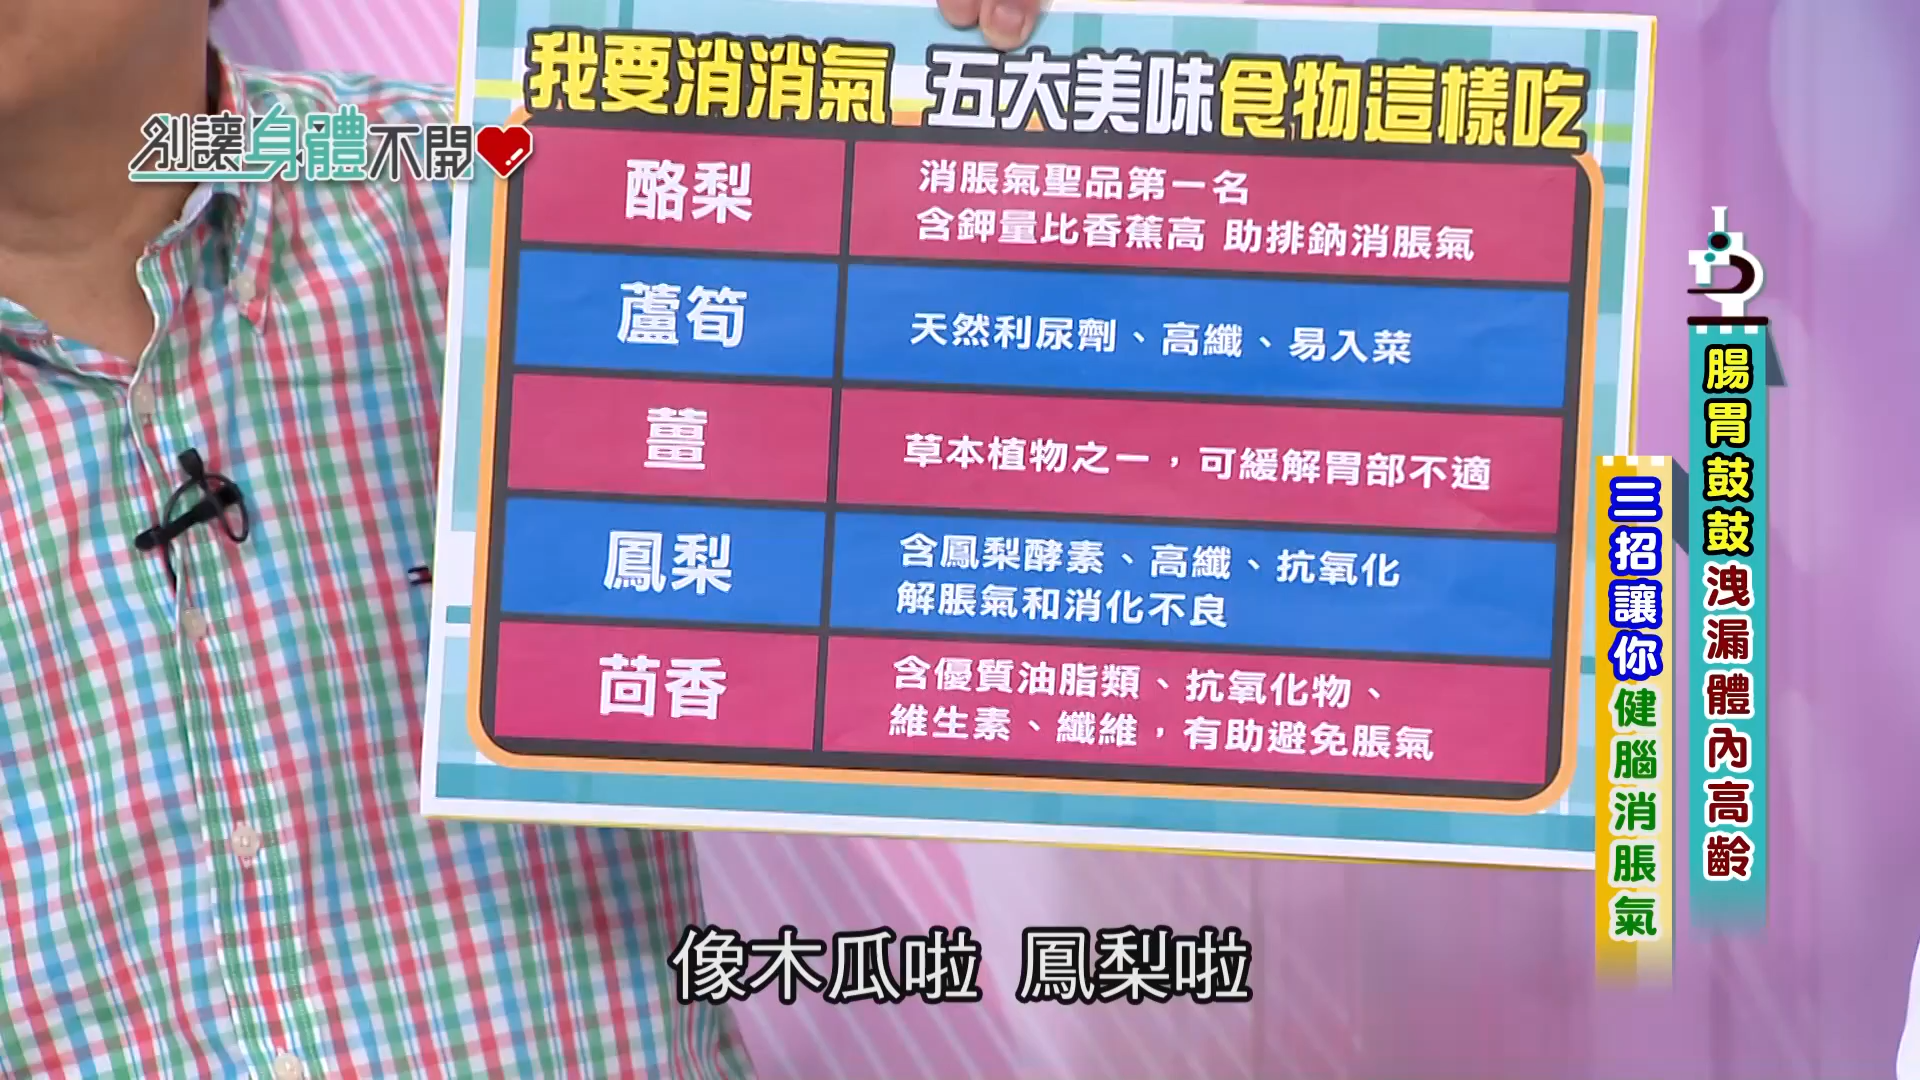 別讓身體不開
我要消消氣 五大美味食物這樣吃
酪梨
消脹氣聖品第一名
含鉀量比香蕉高 助排鈉消脹氣
蘆筍
天然利尿劑、高纖、易入菜
薑
草本植物之一，可緩解胃部不適
鳳梨
含鳳梨酵素、高纖、抗氧化
解脹氣和消化不良
茴香
含優質油脂類、抗氧化物、
維生素、纖維，有助避免脹氣
腸胃鼓鼓洩漏體內高齡
三招讓你健腦消脹氣
像木瓜啦 鳳梨啦